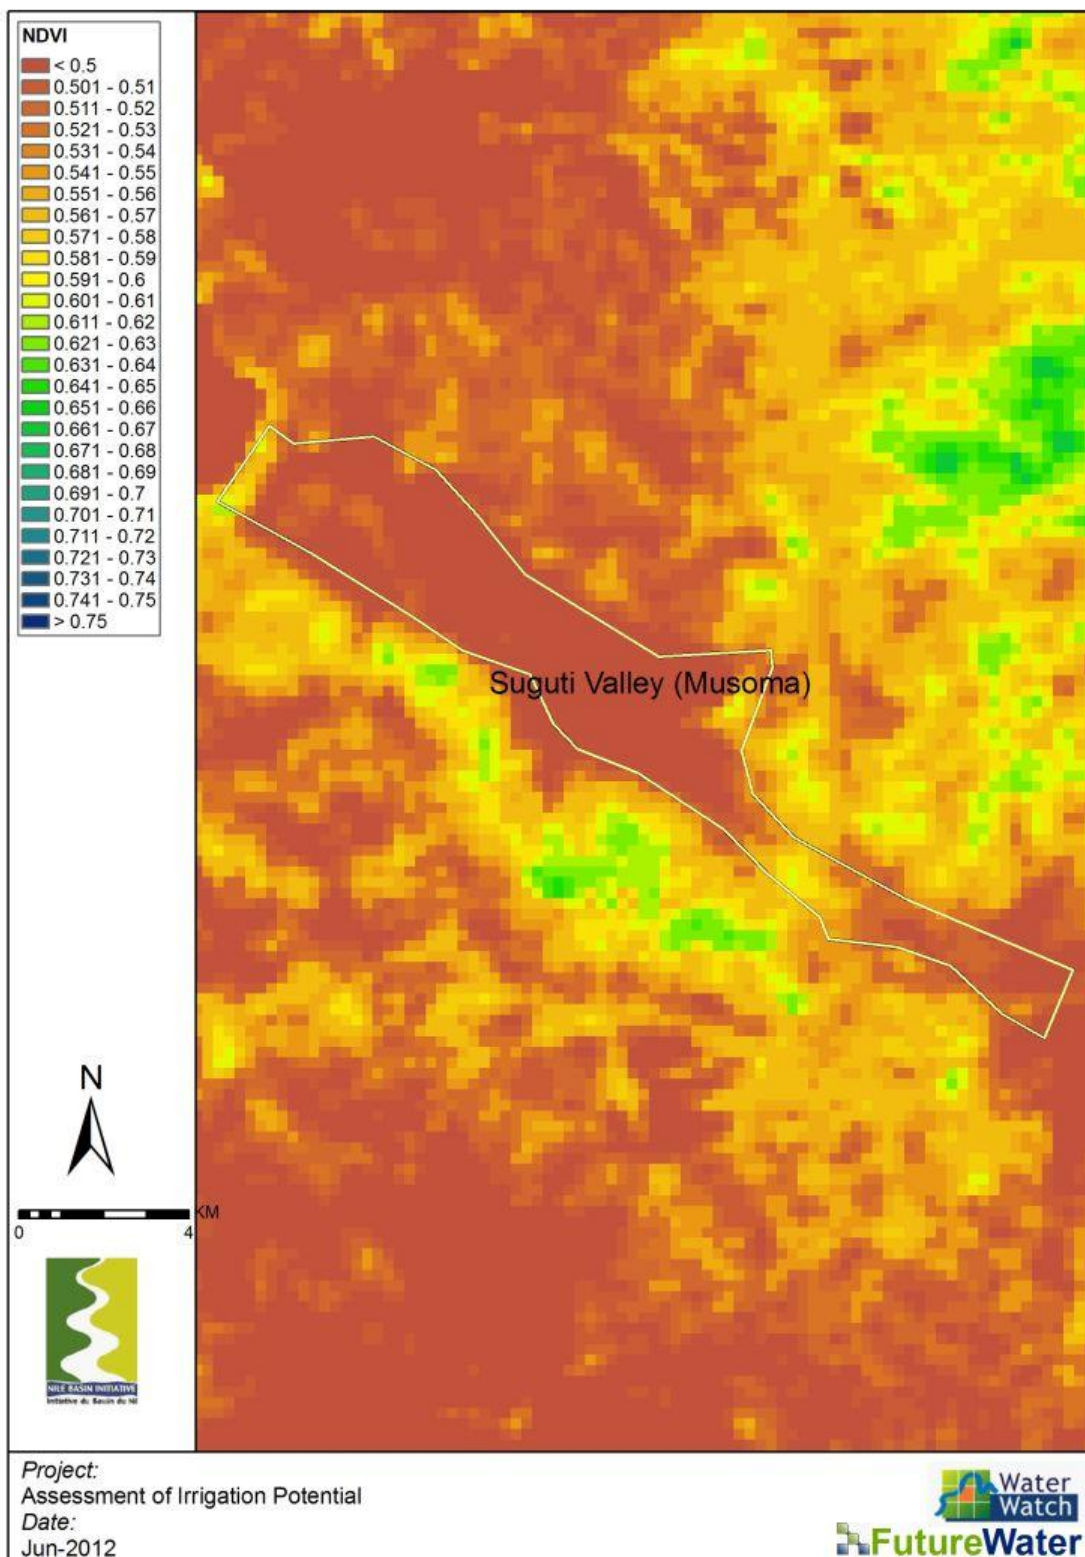 NDVI
< 0.5
0.501 - 0.51
0.511 - 0.52
0.521 - 0.53
0.531 - 0.54
0.541 - 0.55
0.551 - 0.56
0.561 - 0.57
0.571 - 0.58
0.581 - 0.59
0.591 - 0.6
0.601 - 0.61
0.611 - 0.62
0.621 - 0.63
0.631 - 0.64
0.641 - 0.65
0.651 - 0.66
0.661 - 0.67
0.671 - 0.68
0.681 - 0.69
0.691 - 0.7
0.701 - 0.71
0.711 - 0.72
0.721 - 0.73
0.731 - 0.74
0.741 - 0.75
> 0.75
Suguti Valley (Musoma)
N
KM
0 4
NILE BASIN INITIATIVE
Initiative du Bassin du Nil
Project:
Assessment of Irrigation Potential
Date:
Jun-2012
Water
Watch
FutureWater